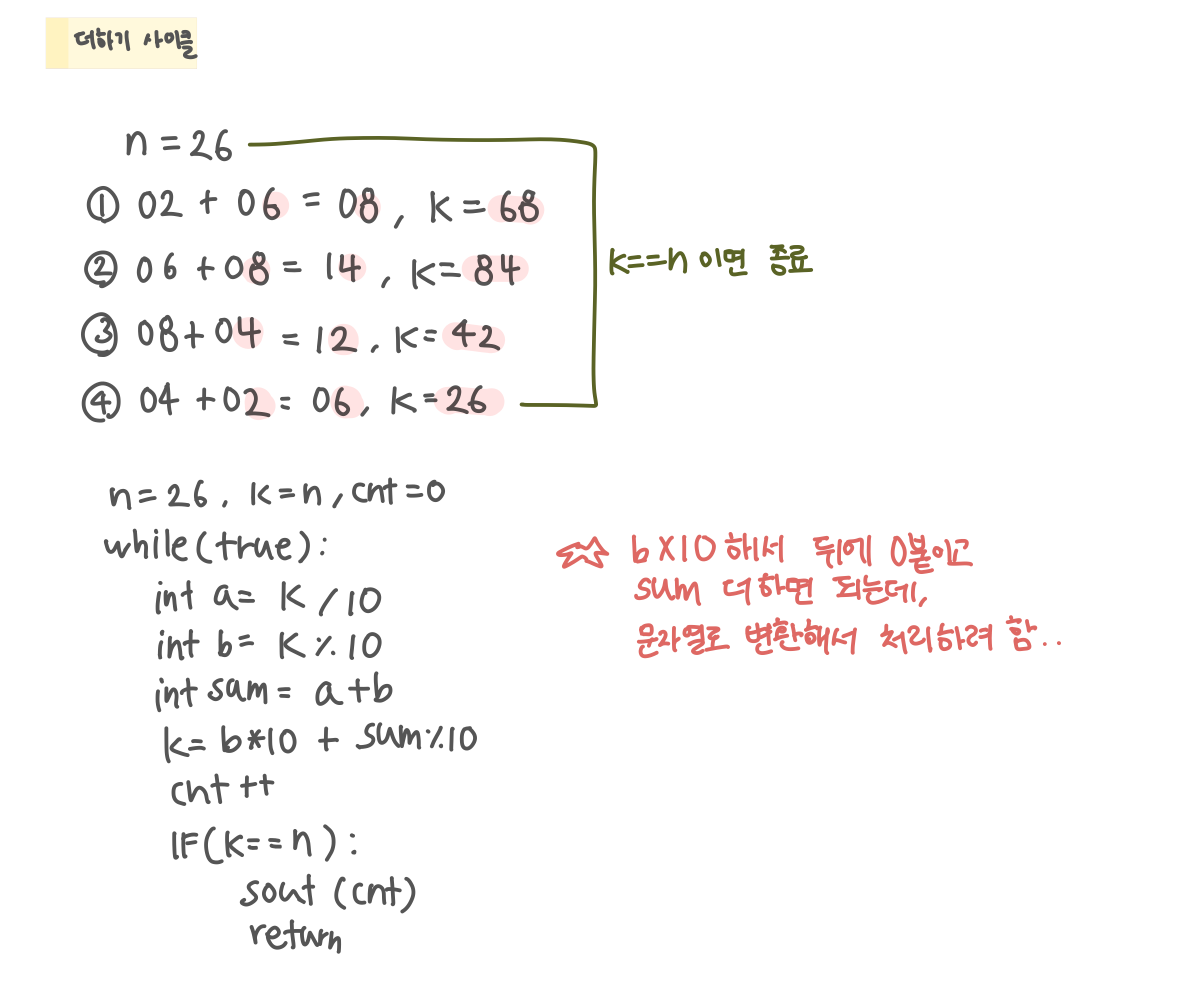 더하기 사이클
n = 26
① 02 + 06 = 08, K = 68
② 06 + 08 = 14, K = 84
③ 08 + 04 = 12, K = 42
④ 04 + 02 = 06, K = 26
K==n 이면 종료
n = 26, K = n, cnt = 0
while(true):
int a = K / 10
int b = K % 10
int sum = a + b
K = b*10 + sum%10
cnt ++
IF(K==n):
sout (cnt)
return
☆ b×10 해서 뒤에 0붙이고
sum 더하면 되는데,
문자열로 변환해서 처리하려 함..